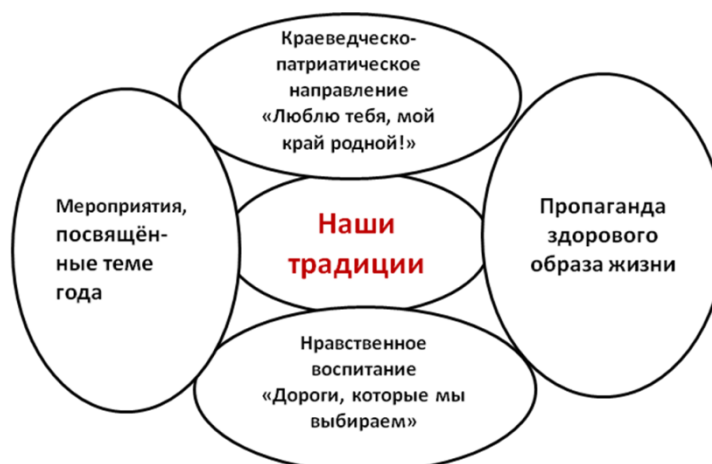 Краеведческо-
патриатическое
направление
«Люблю тебя, мой
край родной!»
Мероприятия,
посвящён-
ные теме
года
Наши
традиции
Пропаганда
здорового
образа жизни
Нравственное
воспитание
«Дороги, которые мы
выбираем»